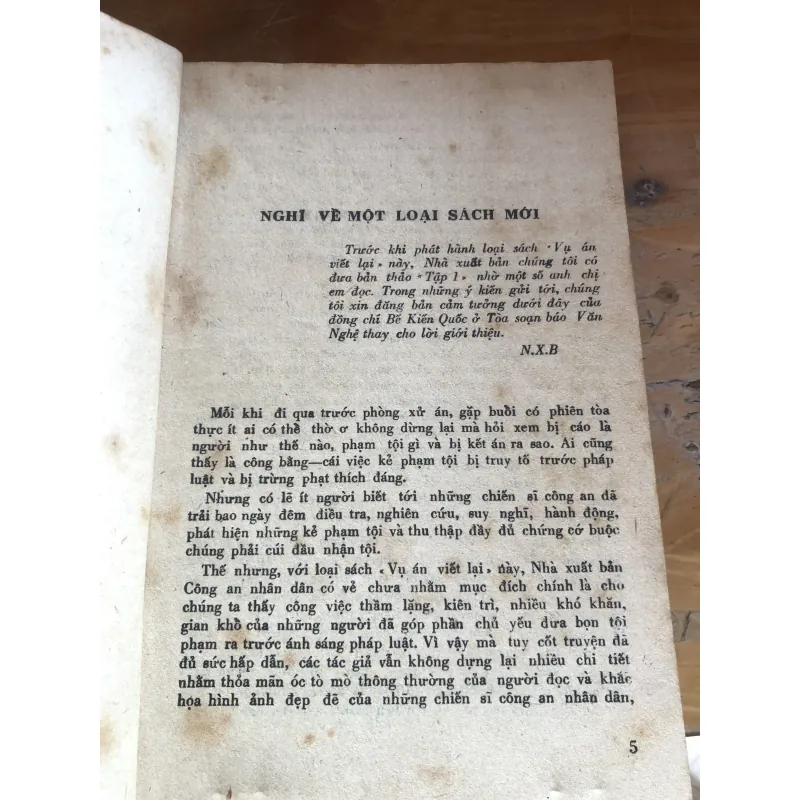 NGHĨ VỀ MỘT LOẠI SÁCH MỚI
Trước khi phát hành loại sách «Vụ án
viết lại» này, Nhà xuất bản chúng tôi có
đưa bản thảo «Tập 1» nhờ một số anh chị
em đọc. Trong những ý kiến gửi tới, chúng
tôi xin đăng bản cảm tưởng dưới đây của
đồng chí Bế Kiến Quốc ở Tòa soạn báo Văn
Nghệ thay cho lời giới thiệu.
N.X.B
Mỗi khi đi qua trước phòng xử án, gặp buổi có phiên tòa
thực ít ai có thể thờ ơ không dừng lại mà hỏi xem bị cáo là
người như thế nào, phạm tội gì và bị kết án ra sao. Ai cũng
thấy là công bằng—cái việc kẻ phạm tội bị truy tố trước pháp
luật và bị trừng phạt thích đáng.
Nhưng có lẽ ít người biết tới những chiến sĩ công an đã
trải bao ngày đêm điều tra, nghiên cứu, suy nghĩ, hành động,
phát hiện những kẻ phạm tội và thu thập đầy đủ chứng cớ buộc
chúng phải cúi đầu nhận tội.
Thế nhưng, với loại sách «Vụ án viết lại» này, Nhà xuất bản
Công an nhân dân có vẻ chưa nhằm mục đích chính là cho
chúng ta thấy công việc thầm lặng, kiên trì, nhiều khó khăn,
gian khổ của những người đã góp phần chủ yếu đưa bọn tội
phạm ra trước ánh sáng pháp luật. Vì vậy mà tuy cốt truyện đã
đủ sức hấp dẫn, các tác giả vẫn không dựng lại nhiều chi tiết
nhằm thỏa mãn óc tò mò thông thường của người đọc và khắc
họa hình ảnh đẹp đẽ của những chiến sĩ công an nhân dân,
5